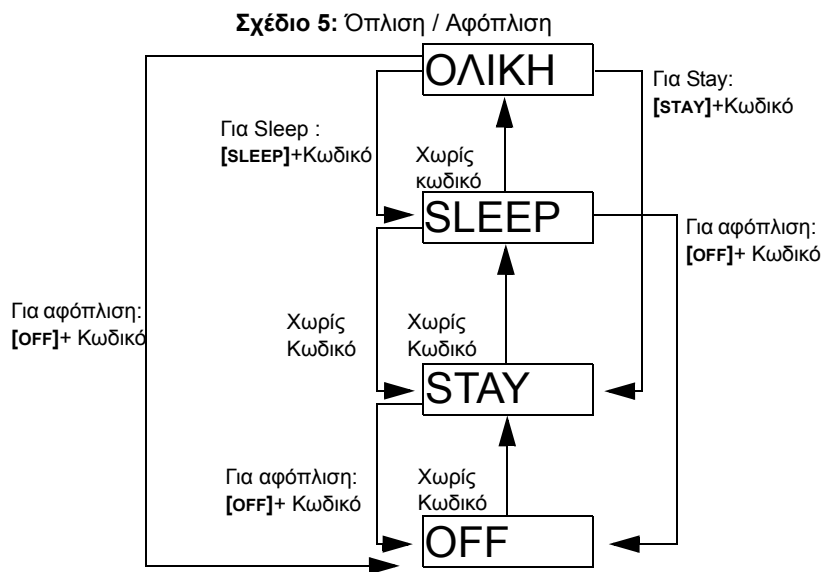 Σχέδιο 5: Όπλιση / Αφόπλιση
ΟΛΙΚΗ
Για Stay:
[STAY]+Κωδικό
Για Sleep :
[SLEEP]+Κωδικό
Χωρίς
κωδικό
SLEEP
Για αφόπλιση:
[OFF]+ Κωδικό
Για αφόπλιση:
[OFF]+ Κωδικό
Χωρίς
Κωδικό
Χωρίς
Κωδικό
STAY
Για αφόπλιση:
[OFF]+ Κωδικό
Χωρίς
Κωδικό
OFF